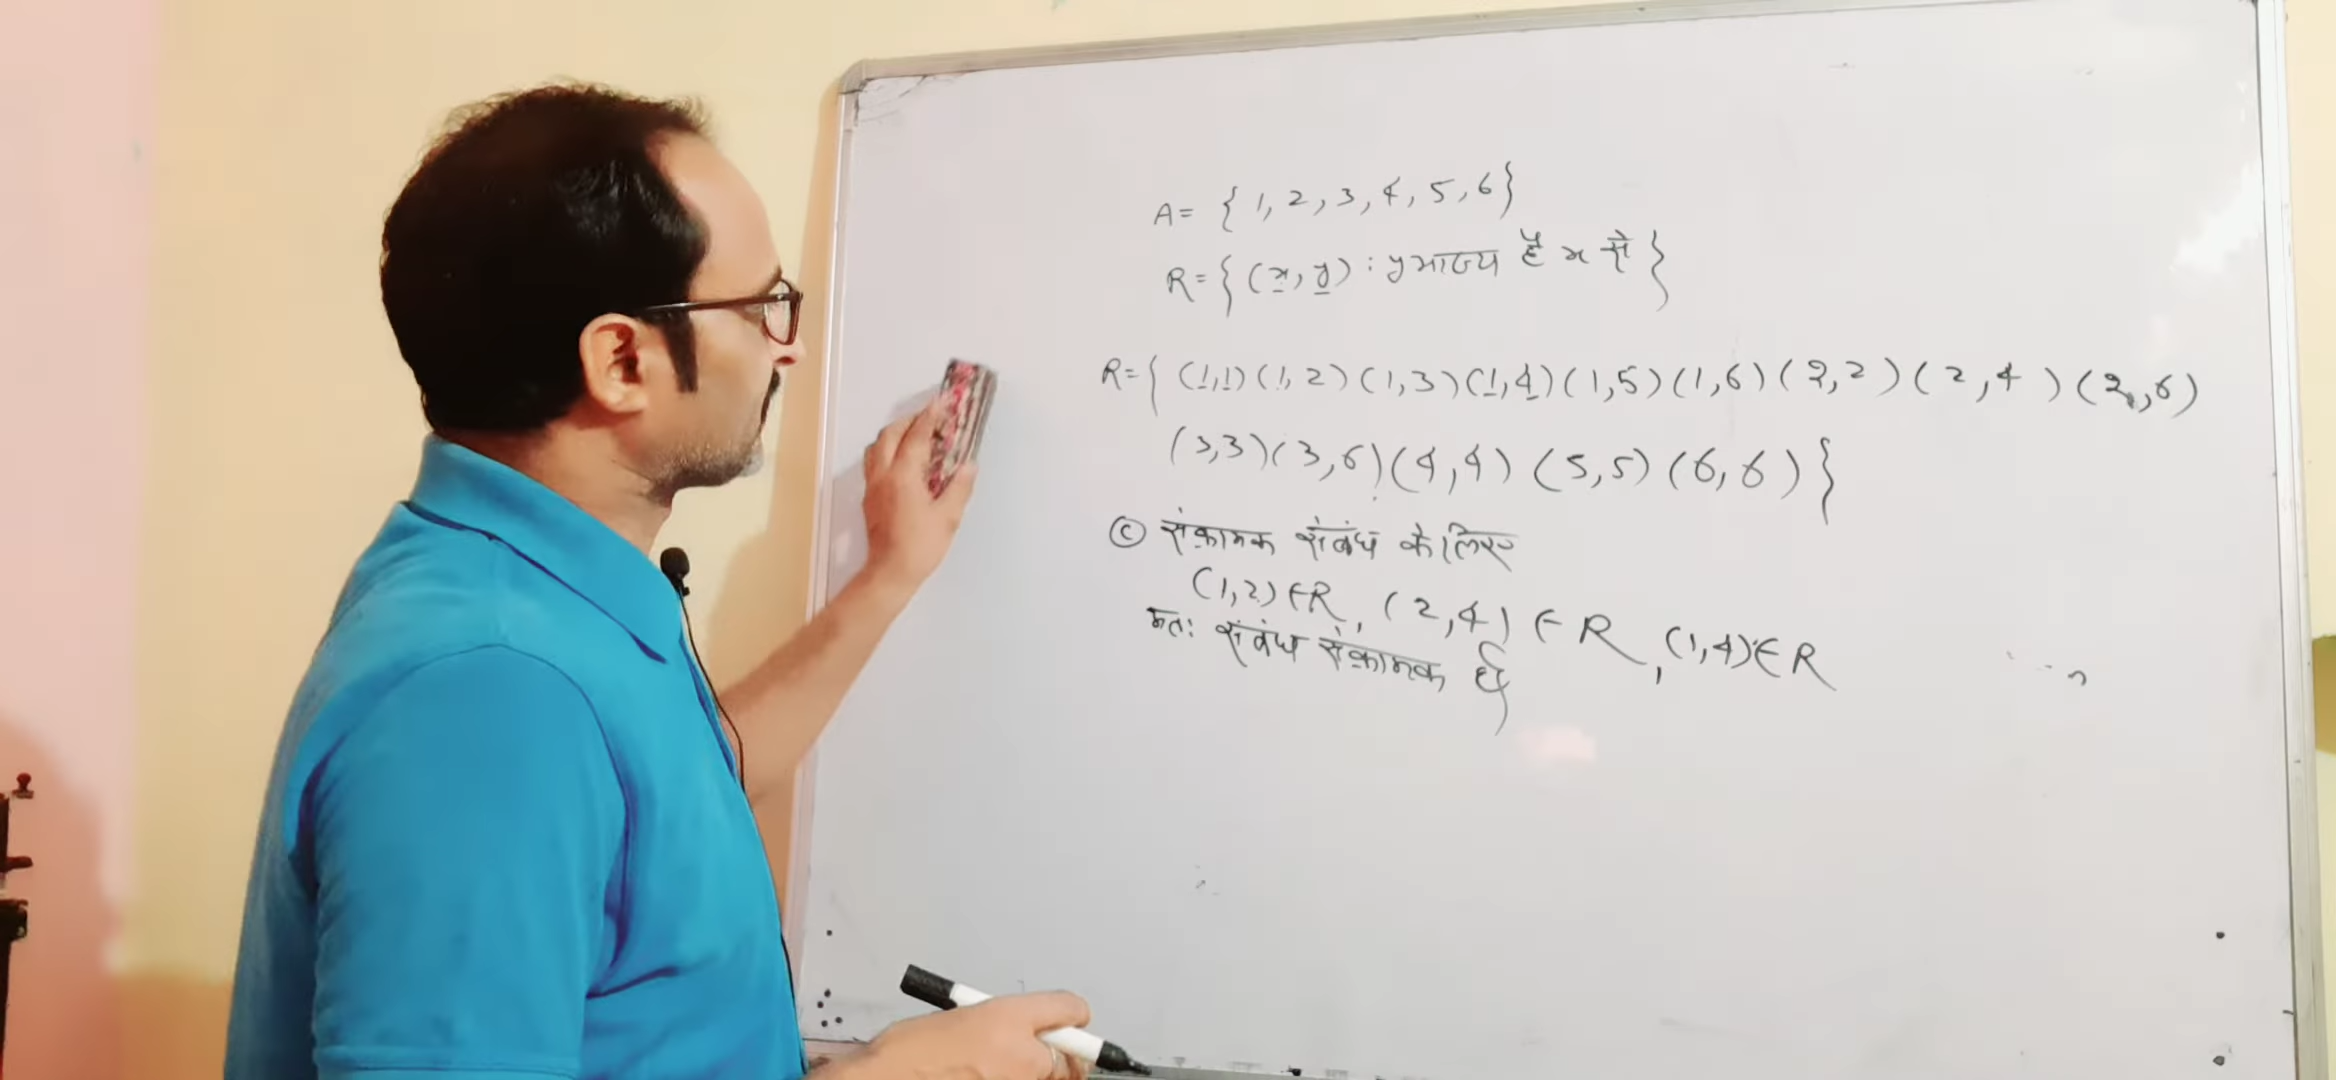 A = { 1, 2, 3, 4, 5, 6 }
R = { (x, y) : y भाज्य है x से }
R = { (1,1) (1,2) (1,3) (1,4) (1,5) (1,6) (2,2) (2,4) (2,6)
(3,3) (3,6) (4,4) (5,5) (6,6) }
(c) संक्रामक संबंध के लिए
(1,2) ∈ R, (2,4) ∈ R, (1,4) ∈ R
अतः संबंध संक्रामक है